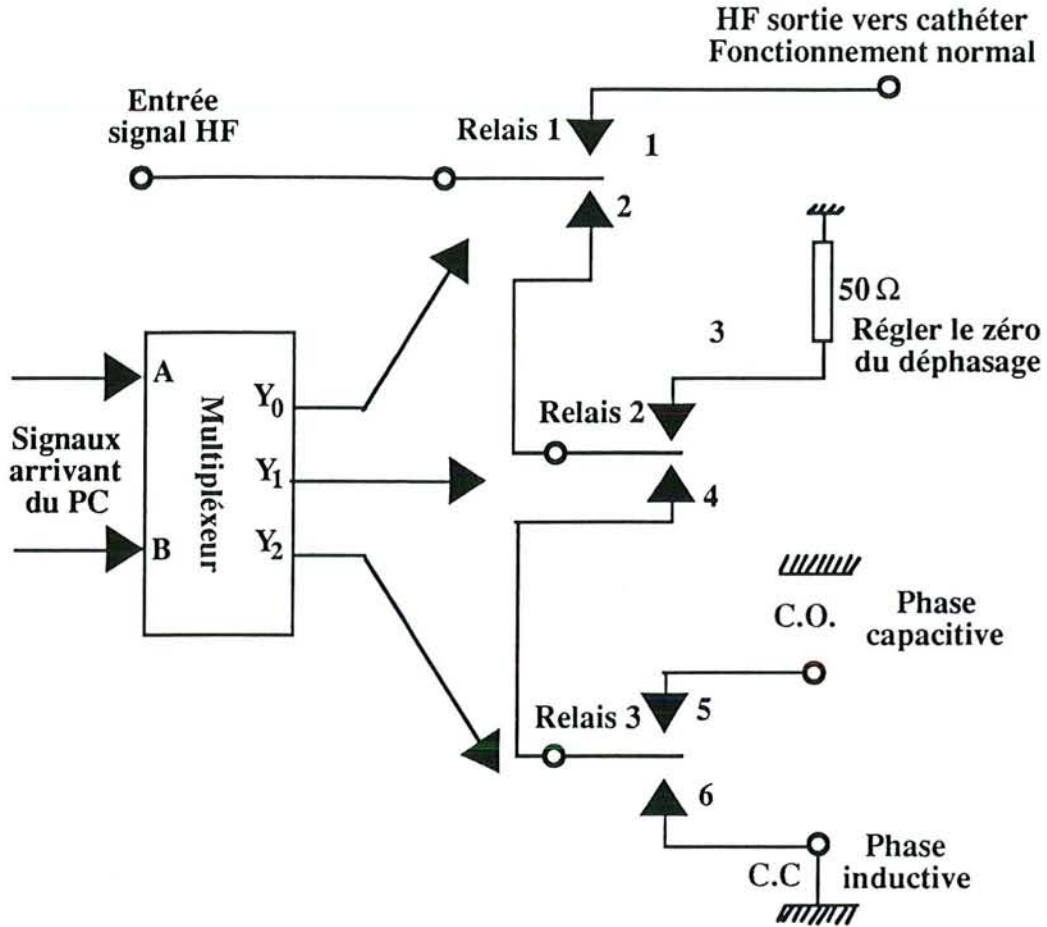 HF sortie vers cathéter
Fonctionnement normal
Entrée
signal HF
Relais 1
1
2
50 Ω
Régler le zéro
du déphasage
3
Relais 2
4
A
Y0
Signaux
arrivant
du PC
Multipléxeur
Y1
B
Y2
C.O.
Phase
capacitive
Relais 3
5
6
C.C
Phase
inductive